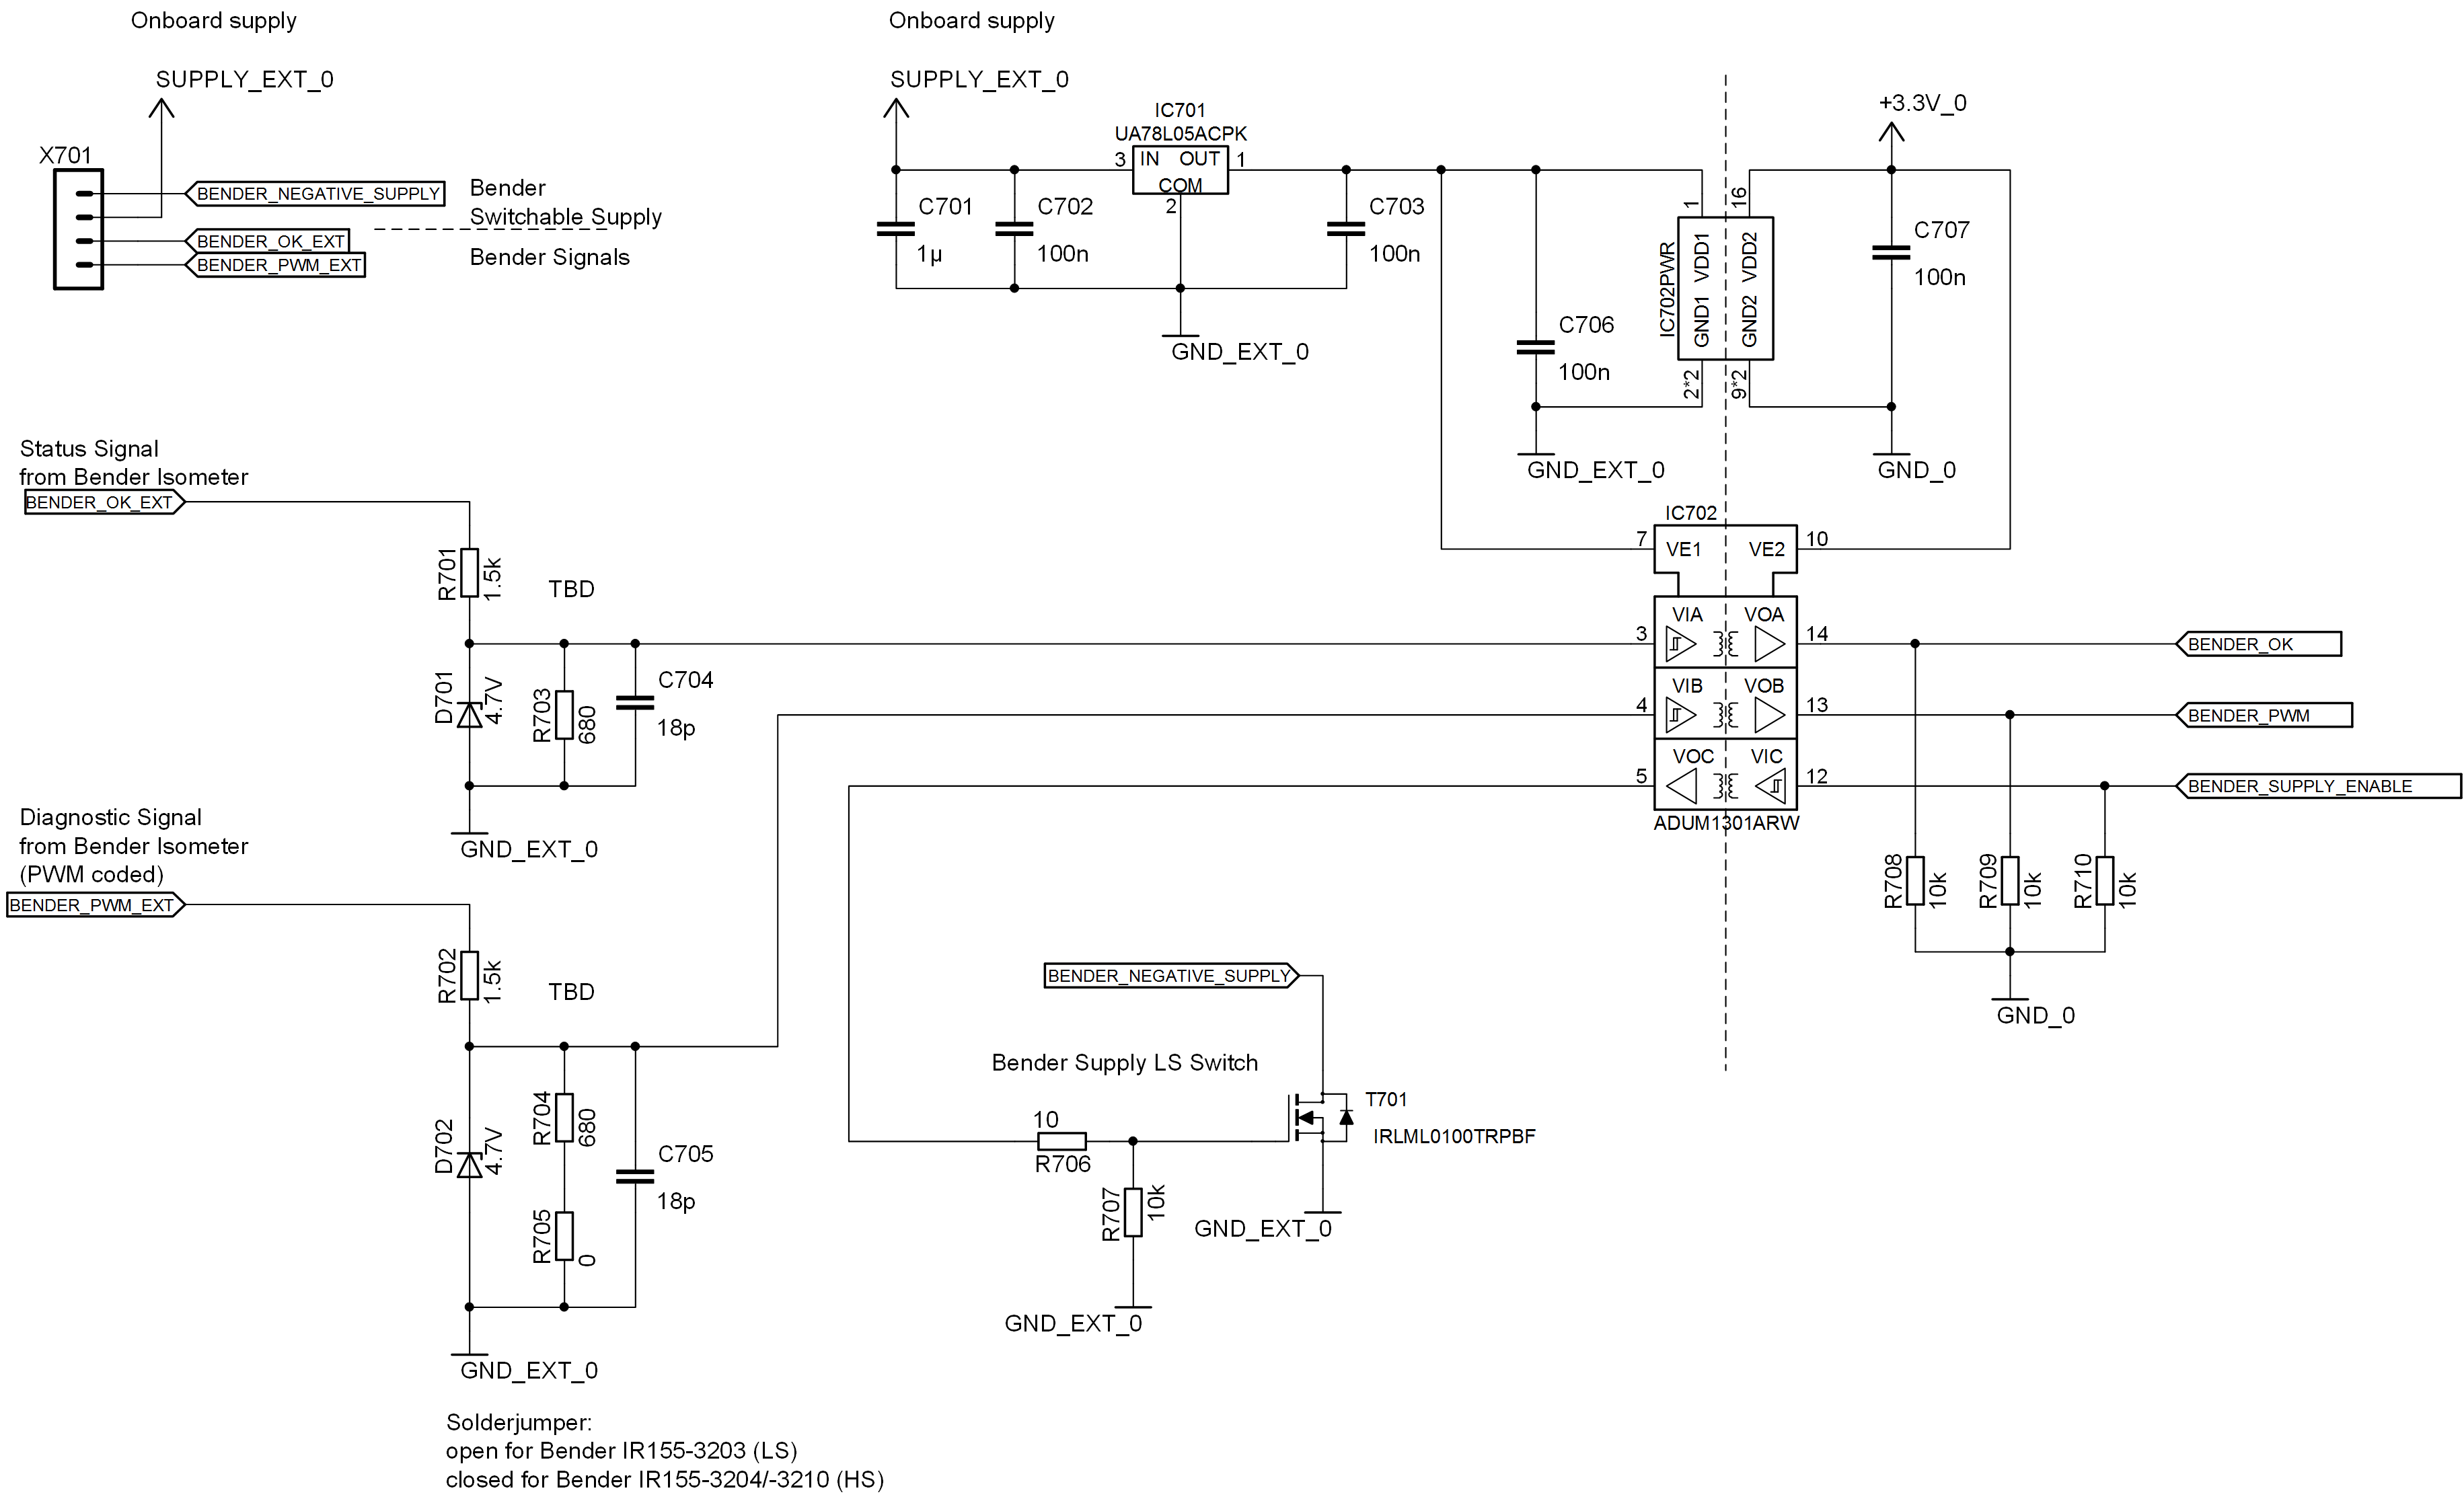 Onboard supply
SUPPLY_EXT_0
X701
BENDER_NEGATIVE_SUPPLY
BENDER_OK_EXT
BENDER_PWM_EXT
Bender
Switchable Supply
Bender Signals
Onboard supply
SUPPLY_EXT_0
IC701
UA78L05ACPK
3
IN
OUT
1
COM
2
C701
1µ
C702
100n
C703
100n
GND_EXT_0
C706
100n
GND_EXT_0
IC702PWR
1
16
VDD1
VDD2
GND1
GND2
2*2
9*2
+3.3V_0
C707
100n
GND_0
Status Signal
from Bender Isometer
BENDER_OK_EXT
R701
1.5k
TBD
D701
4.7V
R703
680
C704
18p
GND_EXT_0
Diagnostic Signal
from Bender Isometer
(PWM coded)
BENDER_PWM_EXT
R702
1.5k
TBD
D702
4.7V
R704
680
R705
0
C705
18p
GND_EXT_0
Solderjumper:
open for Bender IR155-3203 (LS)
closed for Bender IR155-3204/-3210 (HS)
IC702
7
VE1
VE2
10
3
VIA
VOA
14
4
VIB
VOB
13
5
VOC
VIC
12
ADUM1301ARW
BENDER_OK
BENDER_PWM
BENDER_SUPPLY_ENABLE
R708
10k
R709
10k
R710
10k
GND_0
BENDER_NEGATIVE_SUPPLY
Bender Supply LS Switch
10
R706
T701
IRLML0100TRPBF
R707
10k
GND_EXT_0
GND_EXT_0